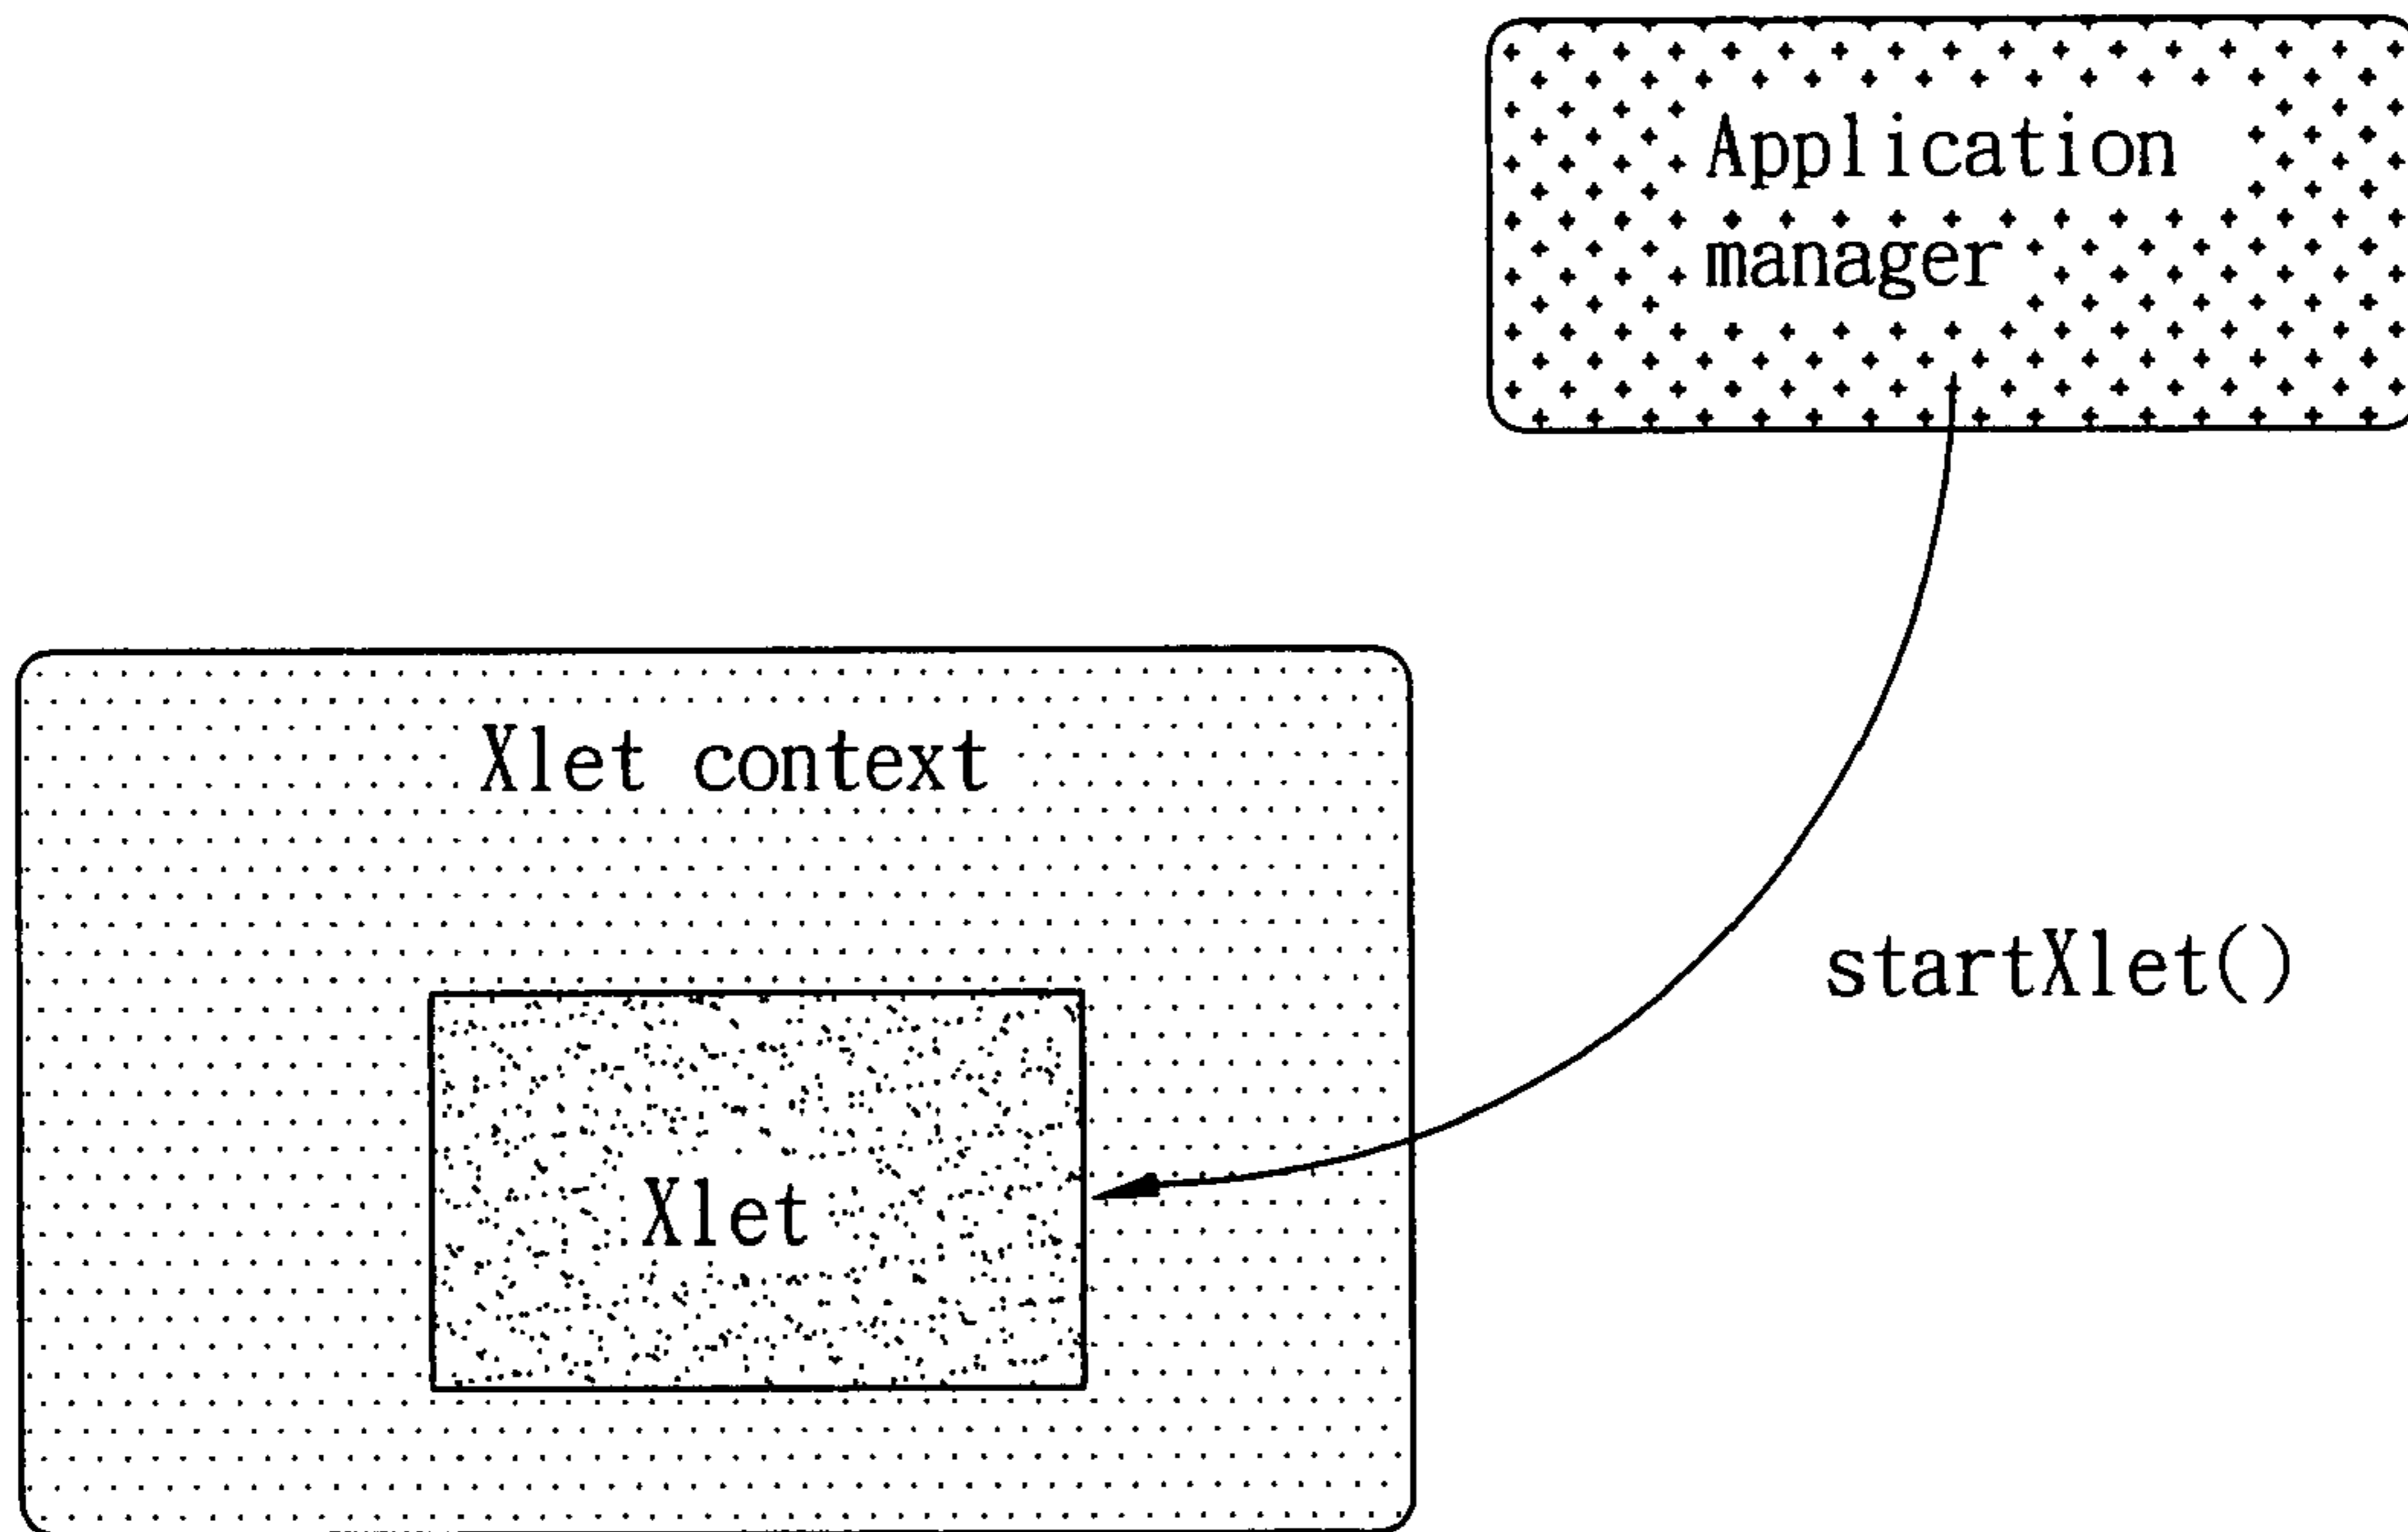 Application
manager
Xlet context
startXlet()
Xlet